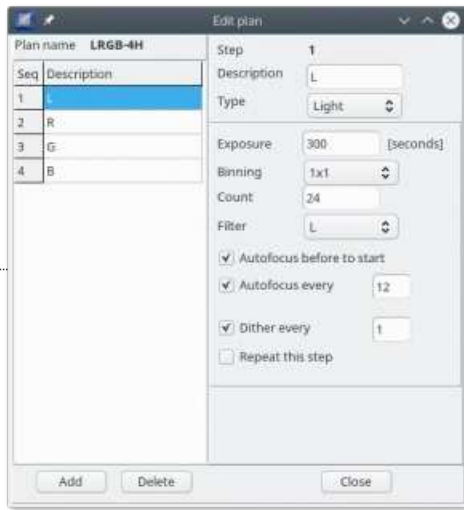 Edit plan
Plan name LRGB-4H
Seq Description
1 L
2 R
3 G
4 B
Step 1
Description L
Type Light
Exposure 300 [seconds]
Binning 1x1
Count 24
Filter L
Autofocus before to start
Autofocus every 12
Dither every 1
Repeat this step
Add Delete Close